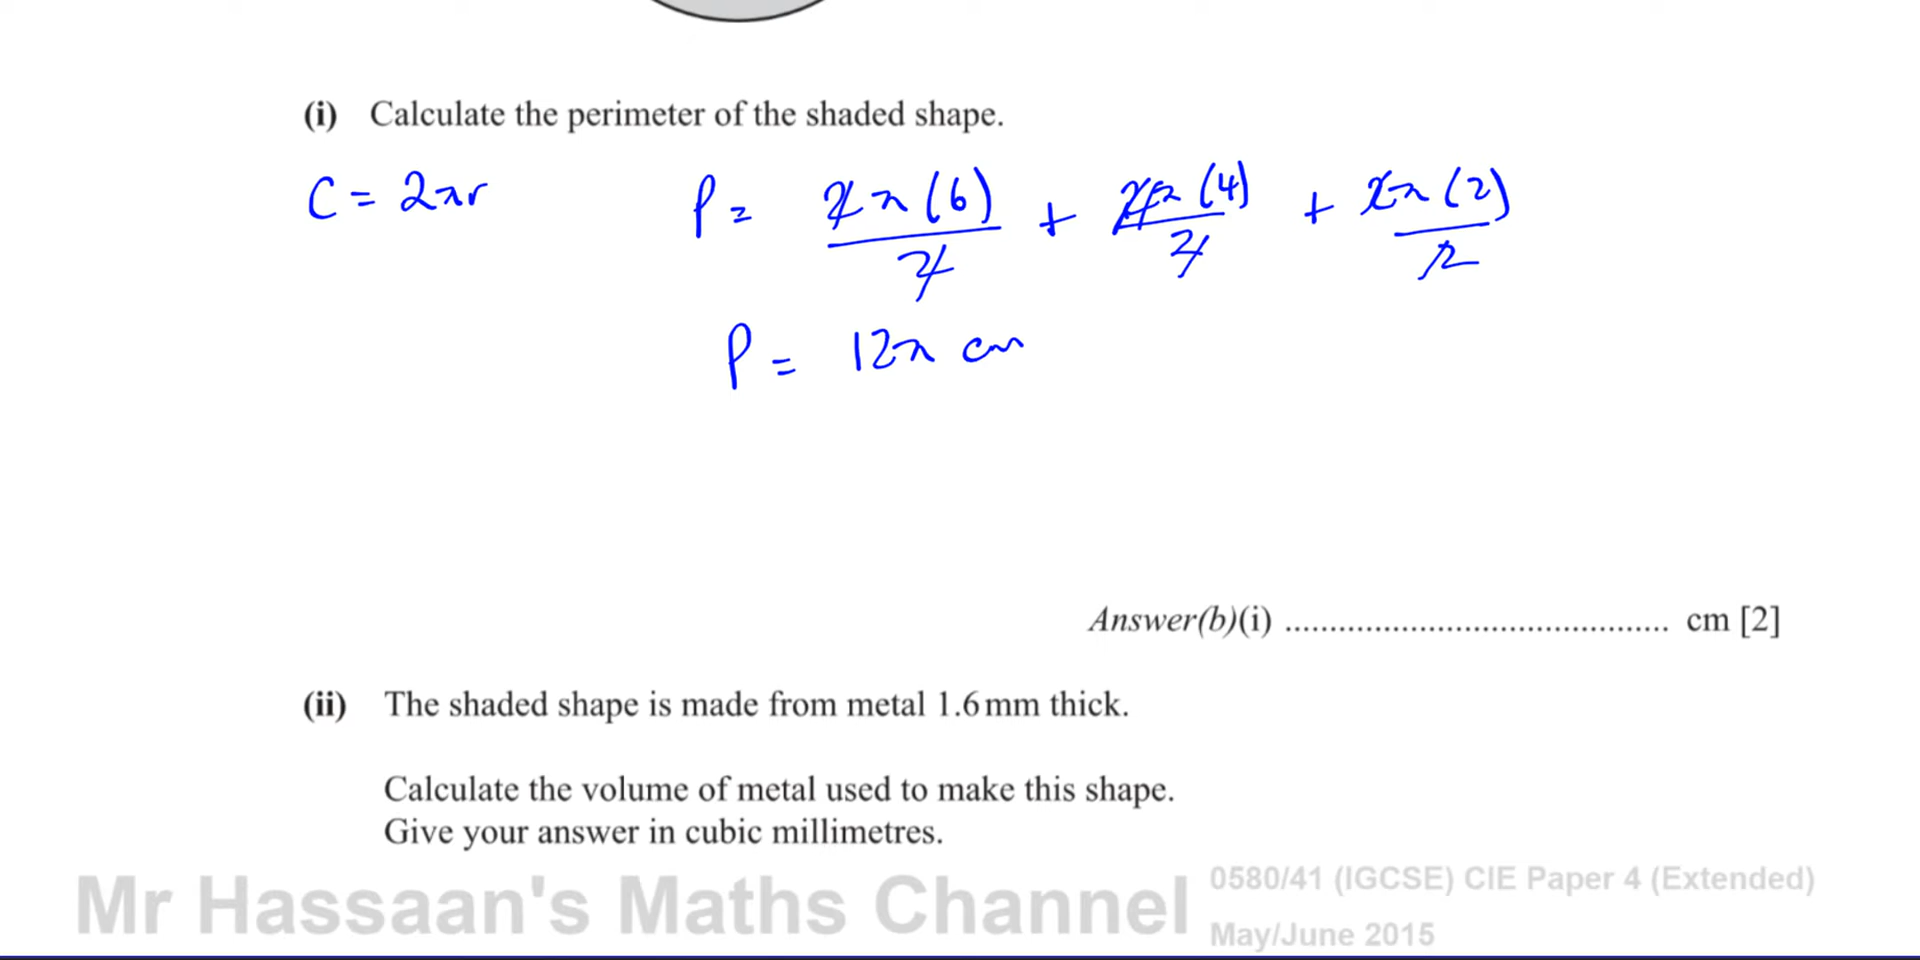 (i) Calculate the perimeter of the shaded shape.
C = 2πr P = 2π(6)/2 + 2π(4)/2 + 2π(2)/2
P = 12π cm
Answer(b)(i) .......................................... cm [2]
(ii) The shaded shape is made from metal 1.6 mm thick.
Calculate the volume of metal used to make this shape.
Give your answer in cubic millimetres.
Mr Hassaan's Maths Channel
0580/41 (IGCSE) CIE Paper 4 (Extended)
May/June 2015